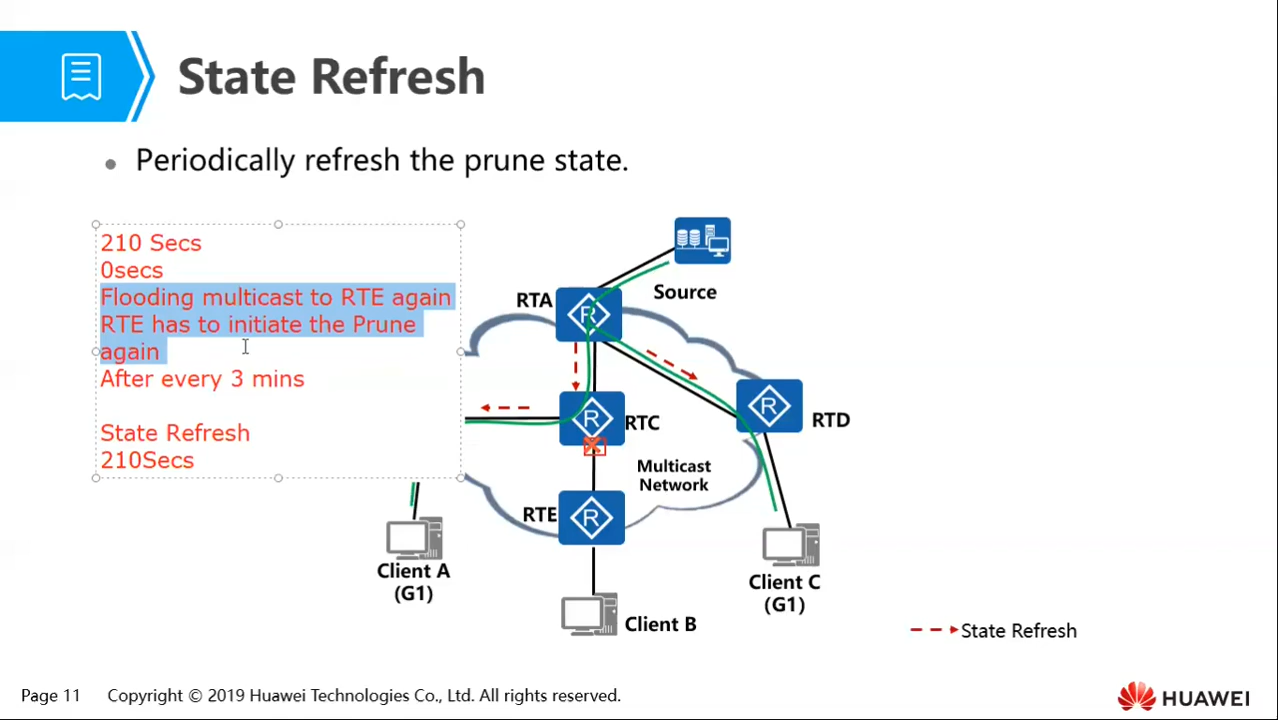 State Refresh
• Periodically refresh the prune state.
210 Secs
0secs
Flooding multicast to RTE again
RTE has to initiate the Prune
again
After every 3 mins
State Refresh
210Secs
Source
RTA
R
R
RTC
R
RTD
Multicast
Network
RTE
R
Client A
(G1)
Client B
Client C
(G1)
State Refresh
Page 11 Copyright © 2019 Huawei Technologies Co., Ltd. All rights reserved.
HUAWEI